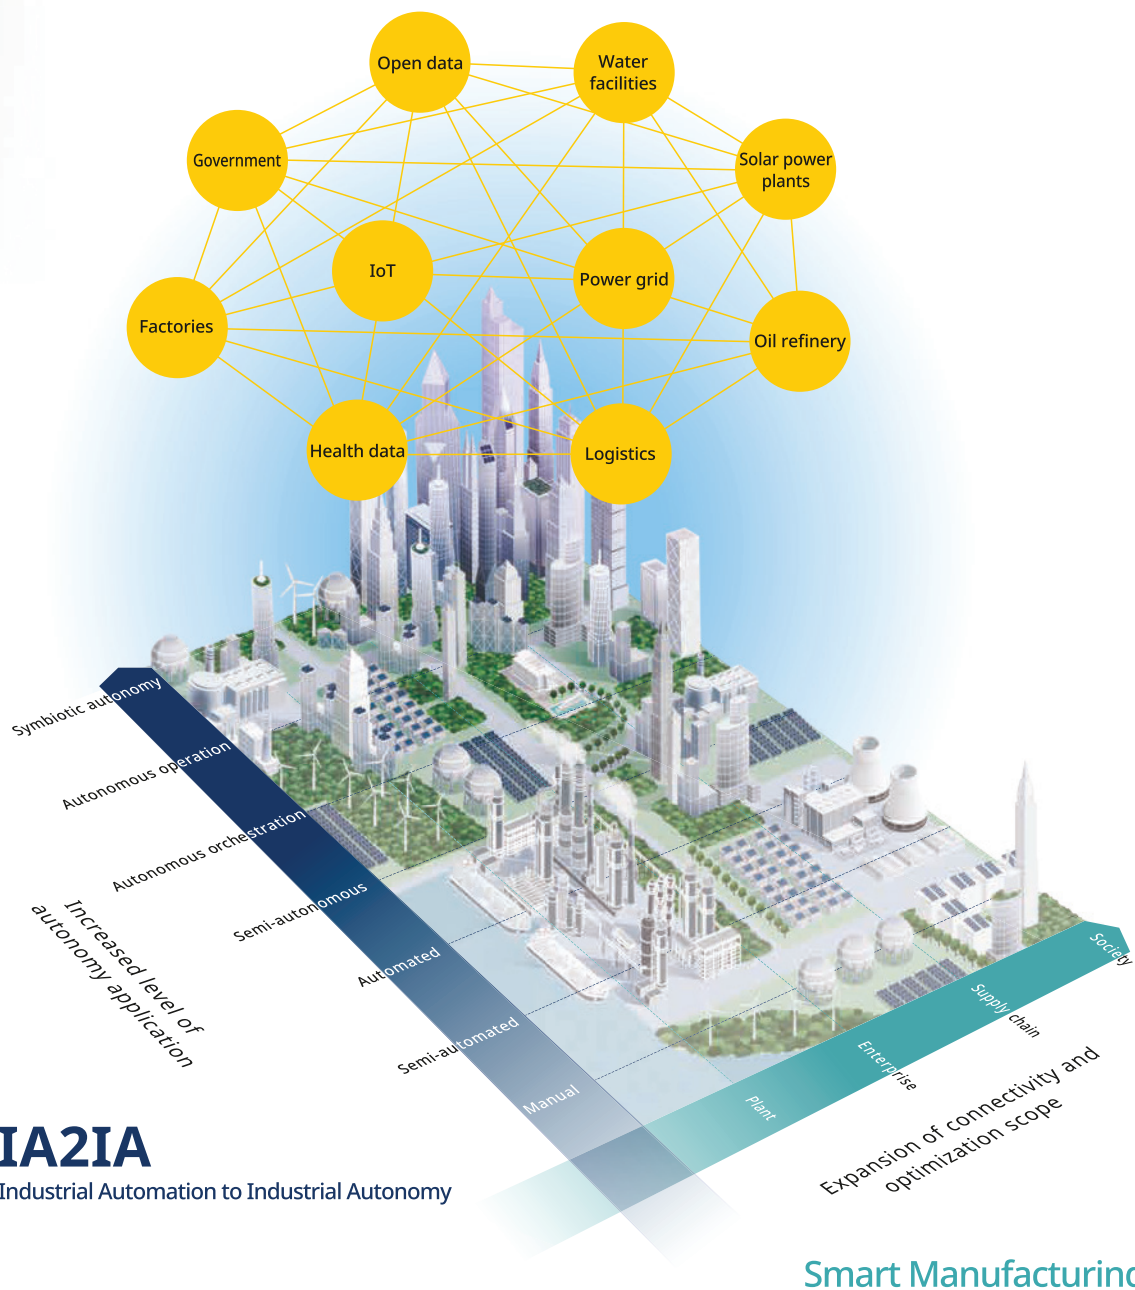 Open data
Water
facilities
Government
Solar power
plants
IoT
Power grid
Factories
Oil refinery
Health data
Logistics
Symbiotic autonomy
Autonomous operation
Autonomous orchestration
Semi-autonomous
Automated
Semi-automated
Manual
Increased level of
autonomy application
Society
Supply chain
Enterprise
Plant
Expansion of connectivity and
optimization scope
IA2IA
Industrial Automation to Industrial Autonomy
Smart Manufacturing